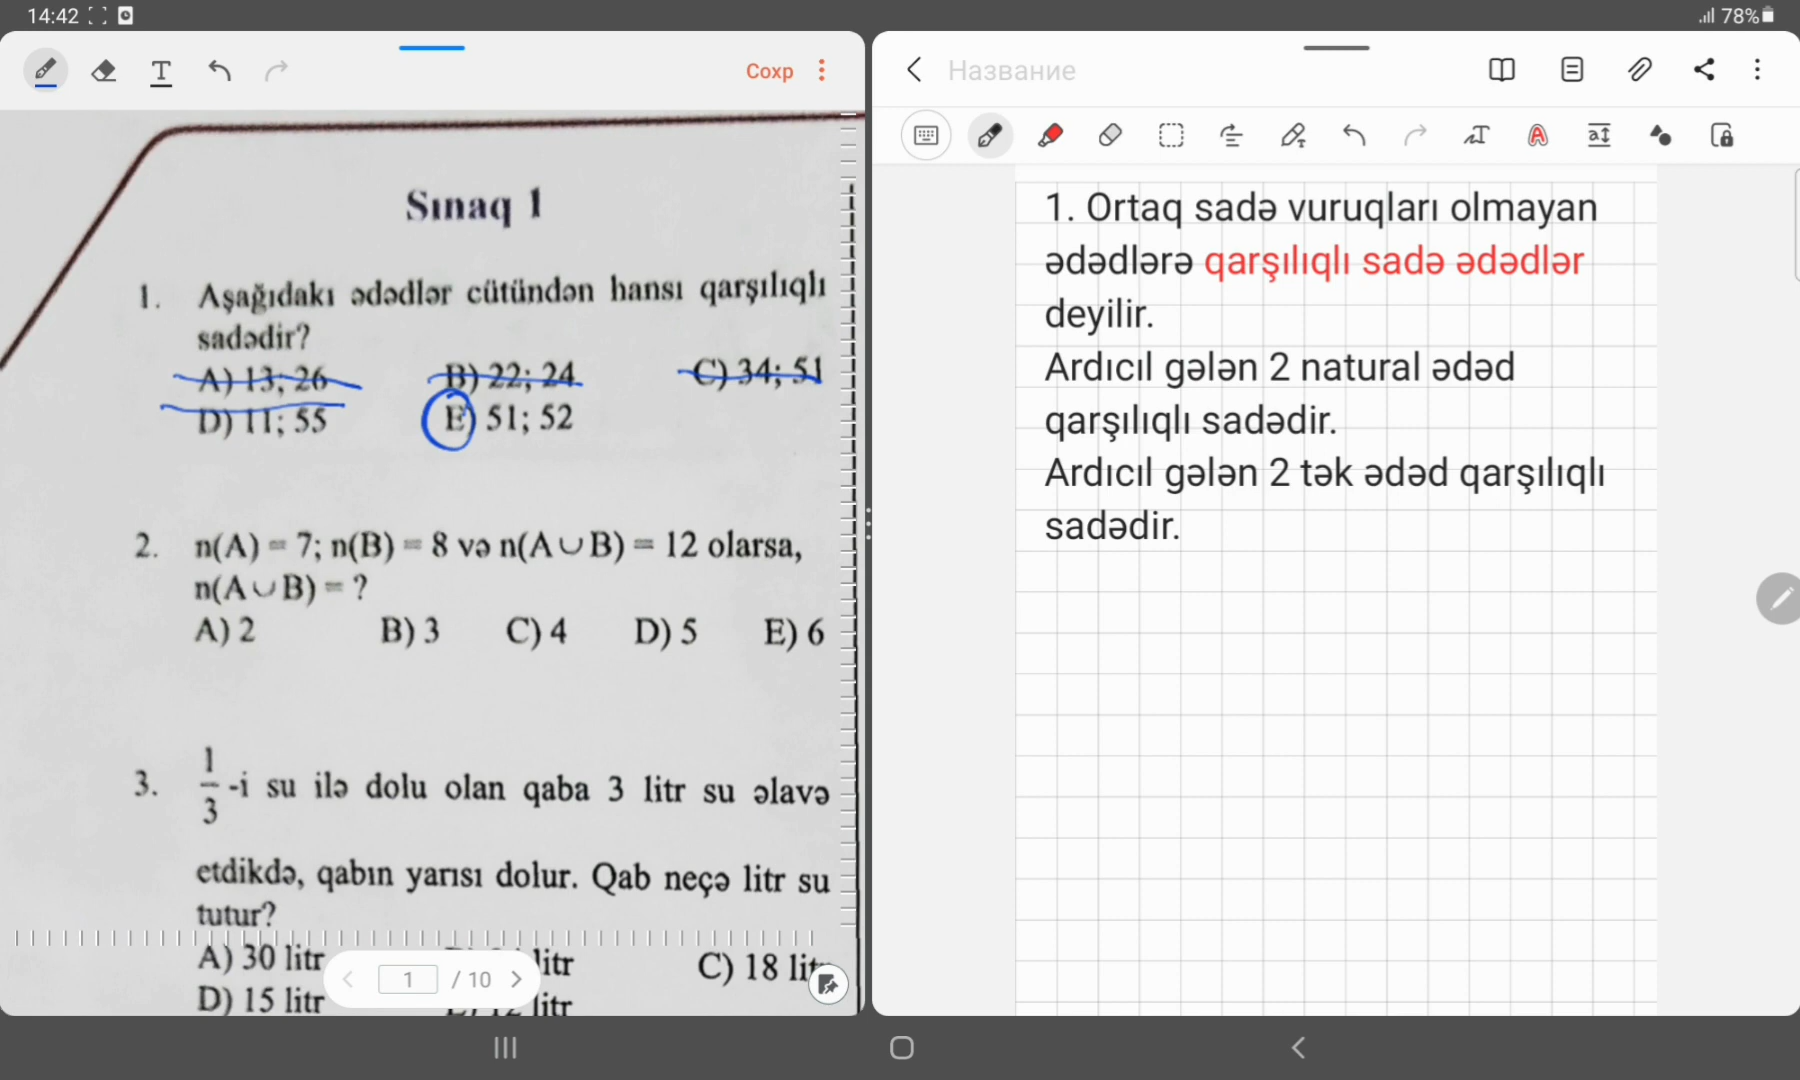 14:42
78%
Сохр
Sınaq 1
1. Aşağıdakı ədədlər cütündən hansı qarşılıqlı
sadədir?
A) 13; 26 B) 22; 24 C) 34; 51
D) 11; 55 E) 51; 52
2. n(A) = 7; n(B) = 8 və n(A∪B) = 12 olarsa,
n(A∪B) = ?
A) 2 B) 3 C) 4 D) 5 E) 6
3. 1/3 -i su ilə dolu olan qaba 3 litr su əlavə
etdikdə, qabın yarısı dolur. Qab neçə litr su
tutur?
A) 30 litr litr C) 18 litr
D) 15 litr litr
1 / 10
Название
1. Ortaq sadə vuruqları olmayan
ədədlərə qarşılıqlı sadə ədədlər
deyilir.
Ardıcıl gələn 2 natural ədəd
qarşılıqlı sadədir.
Ardıcıl gələn 2 tək ədəd qarşılıqlı
sadədir.